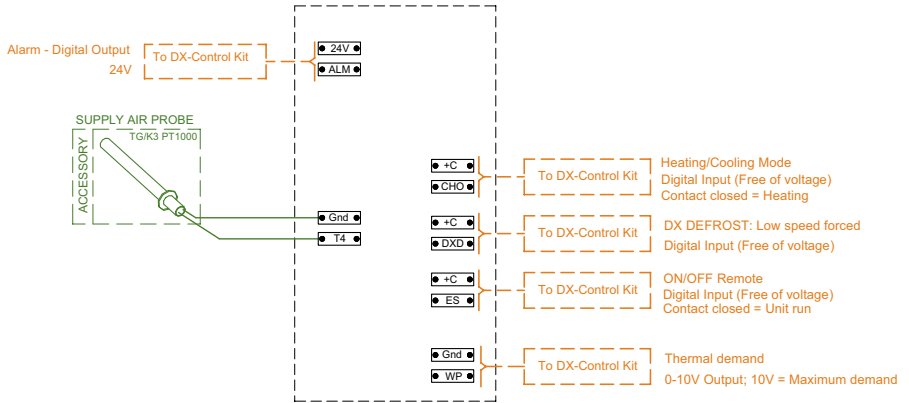 Alarm - Digital Output
24V
To DX-Control Kit
24V
ALM
SUPPLY AIR PROBE
TG/K3 PT1000
ACCESSORY
Gnd
T4
+C
CHO
To DX-Control Kit
Heating/Cooling Mode
Digital Input (Free of voltage)
Contact closed = Heating
+C
DXD
To DX-Control Kit
DX DEFROST: Low speed forced
Digital Input (Free of voltage)
+C
ES
To DX-Control Kit
ON/OFF Remote
Digital Input (Free of voltage)
Contact closed = Unit run
Gnd
WP
To DX-Control Kit
Thermal demand
0-10V Output; 10V = Maximum demand